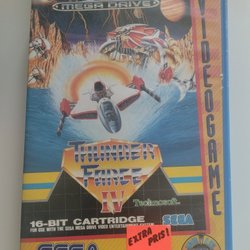 MEGA DRIVE
VIDEOGAME
THUNDER
FORCE
IV
Tecnosoft
16-BIT CARTRIDGE
FOR USE WITH THE SEGA MEGA DRIVE VIDEO ENTERTAINMENT SYSTEM
SEGA
EXTRA
PRIS!
SEGA